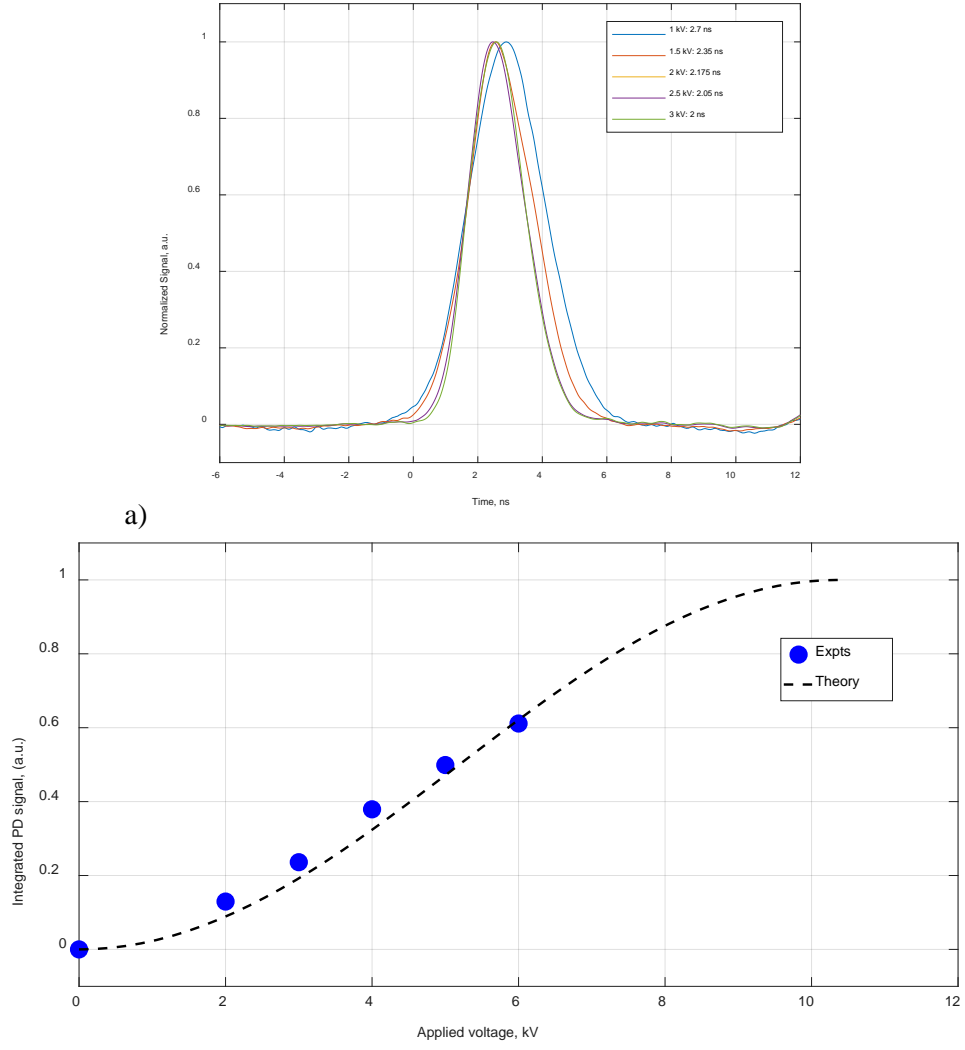 1 kV: 2.7 ns
1.5 kV: 2.35 ns
2 kV: 2.175 ns
2.5 kV: 2.05 ns
3 kV: 2 ns
1
0.8
0.6
0.4
0.2
0
Normalized Signal, a.u.
-6 -4 -2 0 2 4 6 8 10 12
Time, ns
a)
1
0.8
0.6
0.4
0.2
0
Integrated PD signal, (a.u.)
Expts
Theory
0 2 4 6 8 10 12
Applied voltage, kV